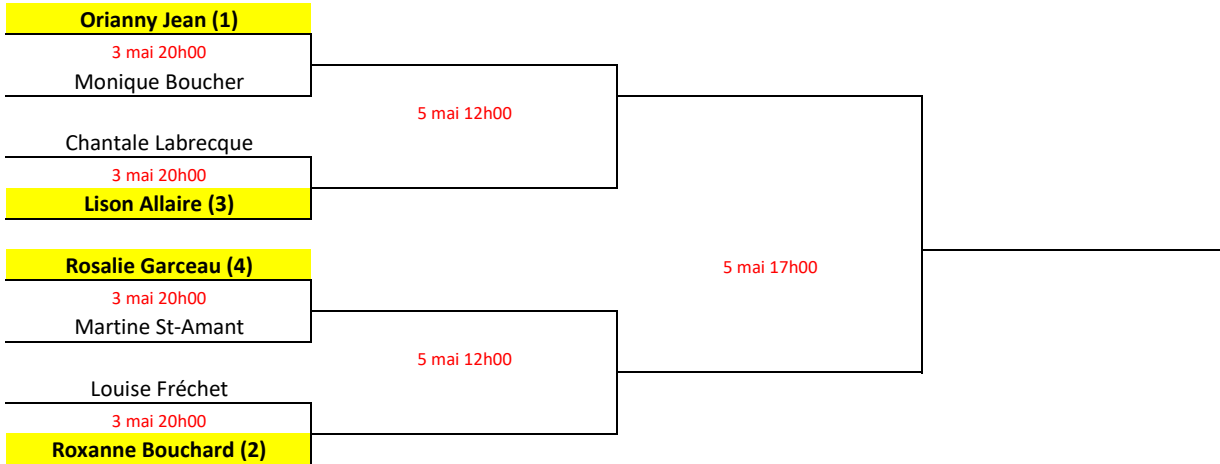 Orianny Jean (1)
3 mai 20h00
Monique Boucher
5 mai 12h00
Chantale Labrecque
3 mai 20h00
Lison Allaire (3)
Rosalie Garceau (4)
5 mai 17h00
3 mai 20h00
Martine St-Amant
5 mai 12h00
Louise Fréchet
3 mai 20h00
Roxanne Bouchard (2)